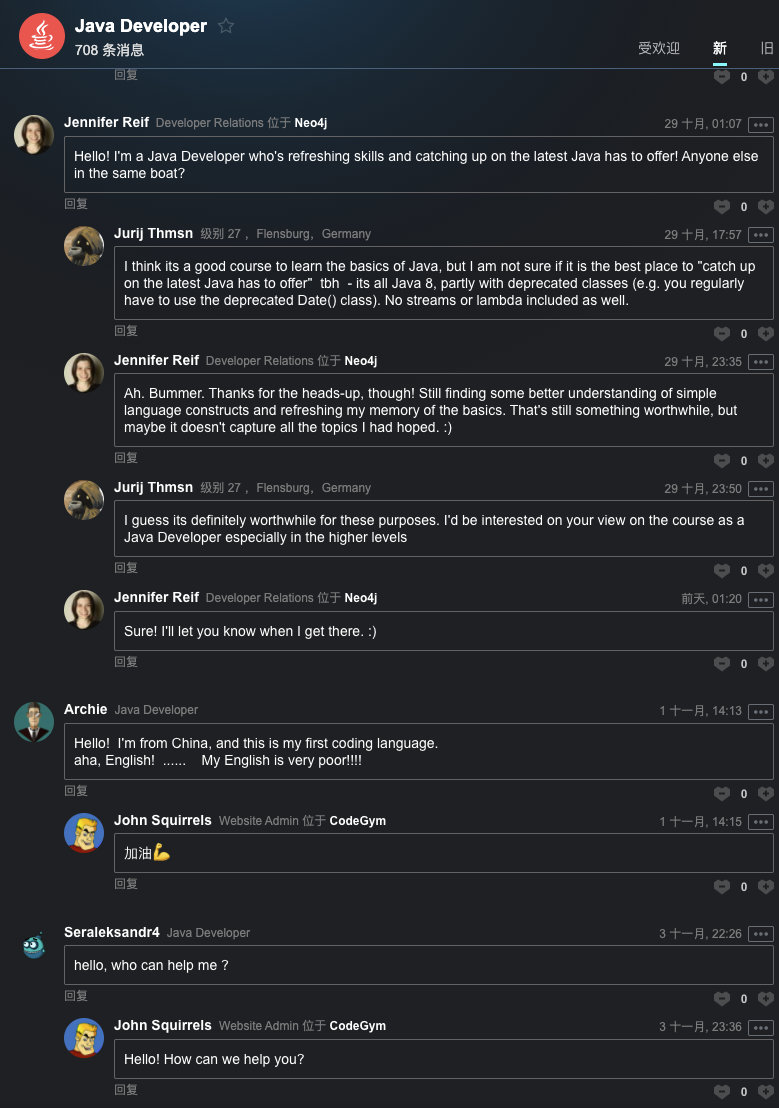 Java Developer
708 条消息
受欢迎 新 旧
回复 0
Jennifer Reif Developer Relations 位于 Neo4j 29 十月, 01:07
Hello! I'm a Java Developer who's refreshing skills and catching up on the latest Java has to offer! Anyone else
in the same boat?
回复 0
Jurij Thmsn 级别 27 , Flensburg, Germany 29 十月, 17:57
I think its a good course to learn the basics of Java, but I am not sure if it is the best place to "catch up
on the latest Java has to offer" tbh - its all Java 8, partly with deprecated classes (e.g. you regularly
have to use the deprecated Date() class). No streams or lambda included as well.
回复 0
Jennifer Reif Developer Relations 位于 Neo4j 29 十月, 23:35
Ah. Bummer. Thanks for the heads-up, though! Still finding some better understanding of simple
language constructs and refreshing my memory of the basics. That's still something worthwhile, but
maybe it doesn't capture all the topics I had hoped. :)
回复 0
Jurij Thmsn 级别 27 , Flensburg, Germany 29 十月, 23:50
I guess its definitely worthwhile for these purposes. I'd be interested on your view on the course as a
Java Developer especially in the higher levels
回复 0
Jennifer Reif Developer Relations 位于 Neo4j 前天, 01:20
Sure! I'll let you know when I get there. :)
回复 0
Archie Java Developer 1 十一月, 14:13
Hello! I'm from China, and this is my first coding language.
aha, English! ...... My English is very poor!!!!
回复 0
John Squirrels Website Admin 位于 CodeGym 1 十一月, 14:15
加油💪
回复 0
Seraleksandr4 Java Developer 3 十一月, 22:26
hello, who can help me ?
回复 0
John Squirrels Website Admin 位于 CodeGym 3 十一月, 23:36
Hello! How can we help you?
回复 0